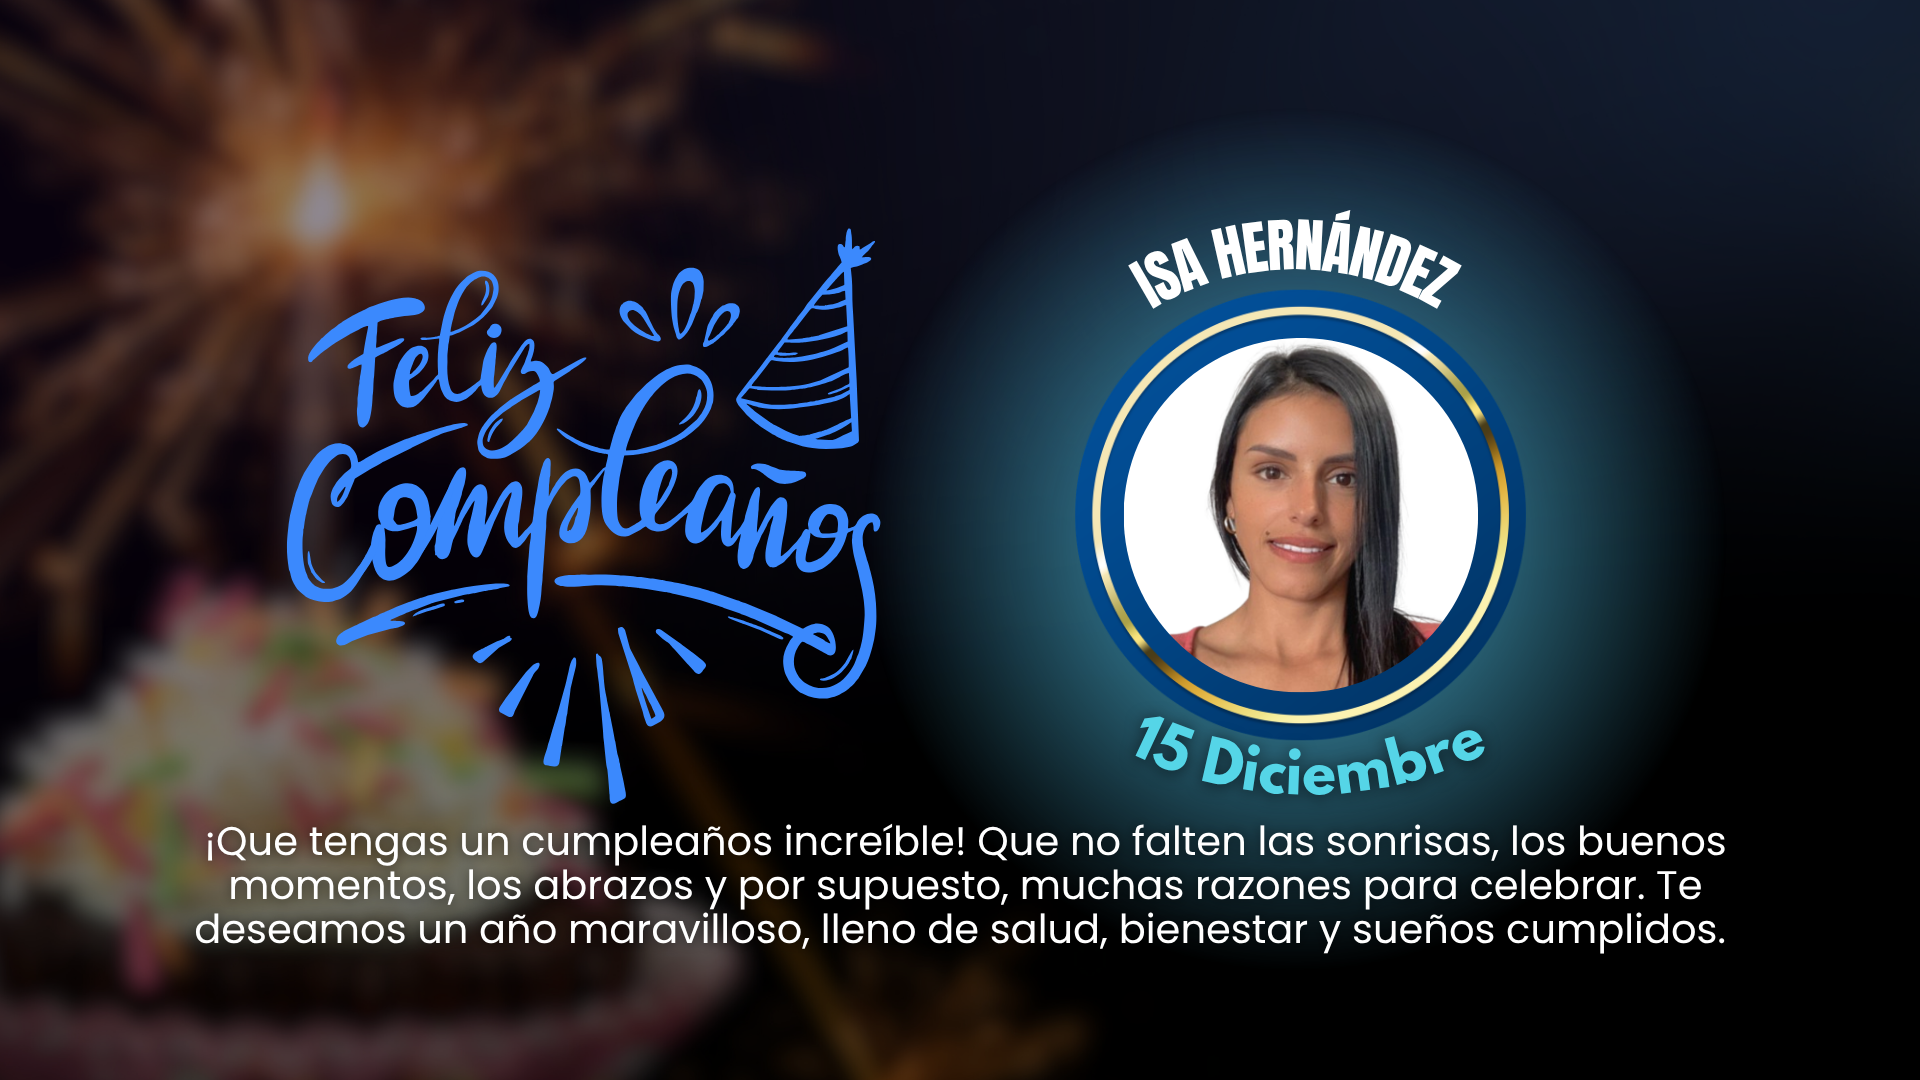 Feliz
Cumpleaños
ISA HERNÁNDEZ
15 Diciembre
¡Que tengas un cumpleaños increíble! Que no falten las sonrisas, los buenos
momentos, los abrazos y por supuesto, muchas razones para celebrar. Te
deseamos un año maravilloso, lleno de salud, bienestar y sueños cumplidos.